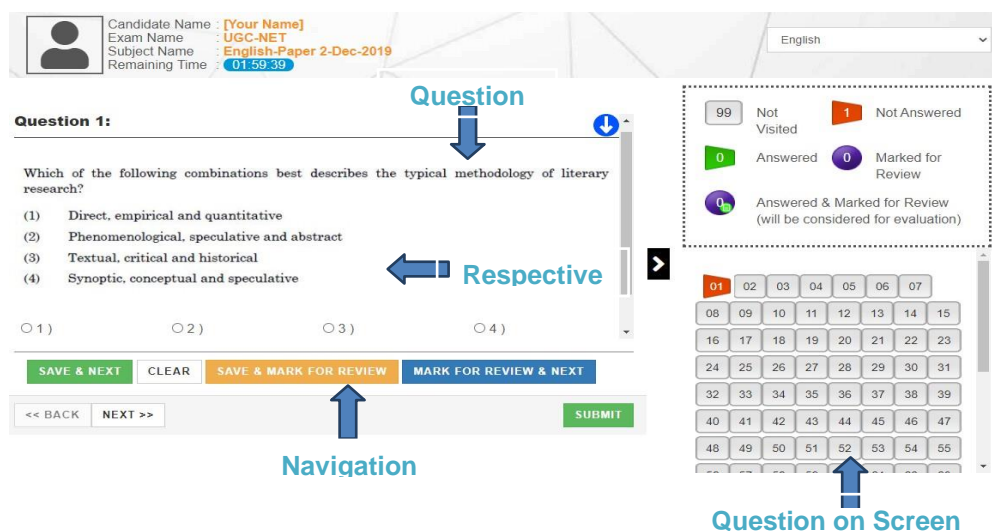 Candidate Name : [Your Name]
Exam Name : UGC-NET
Subject Name : English-Paper 2-Dec-2019
Remaining Time : 01:59:39
English
Question
Question 1:
Which of the following combinations best describes the typical methodology of literary
research?
(1) Direct, empirical and quantitative
(2) Phenomenological, speculative and abstract
(3) Textual, critical and historical
(4) Synoptic, conceptual and speculative
Respective
1 ) 2 ) 3 ) 4 )
SAVE & NEXT CLEAR SAVE & MARK FOR REVIEW MARK FOR REVIEW & NEXT
<< BACK NEXT >> SUBMIT
Navigation
99 Not
Visited
1 Not Answered
0 Answered
0 Marked for
Review
0 Answered & Marked for Review
(will be considered for evaluation)
01 02 03 04 05 06 07
08 09 10 11 12 13 14 15
16 17 18 19 20 21 22 23
24 25 26 27 28 29 30 31
32 33 34 35 36 37 38 39
40 41 42 43 44 45 46 47
48 49 50 51 52 53 54 55
Question on Screen